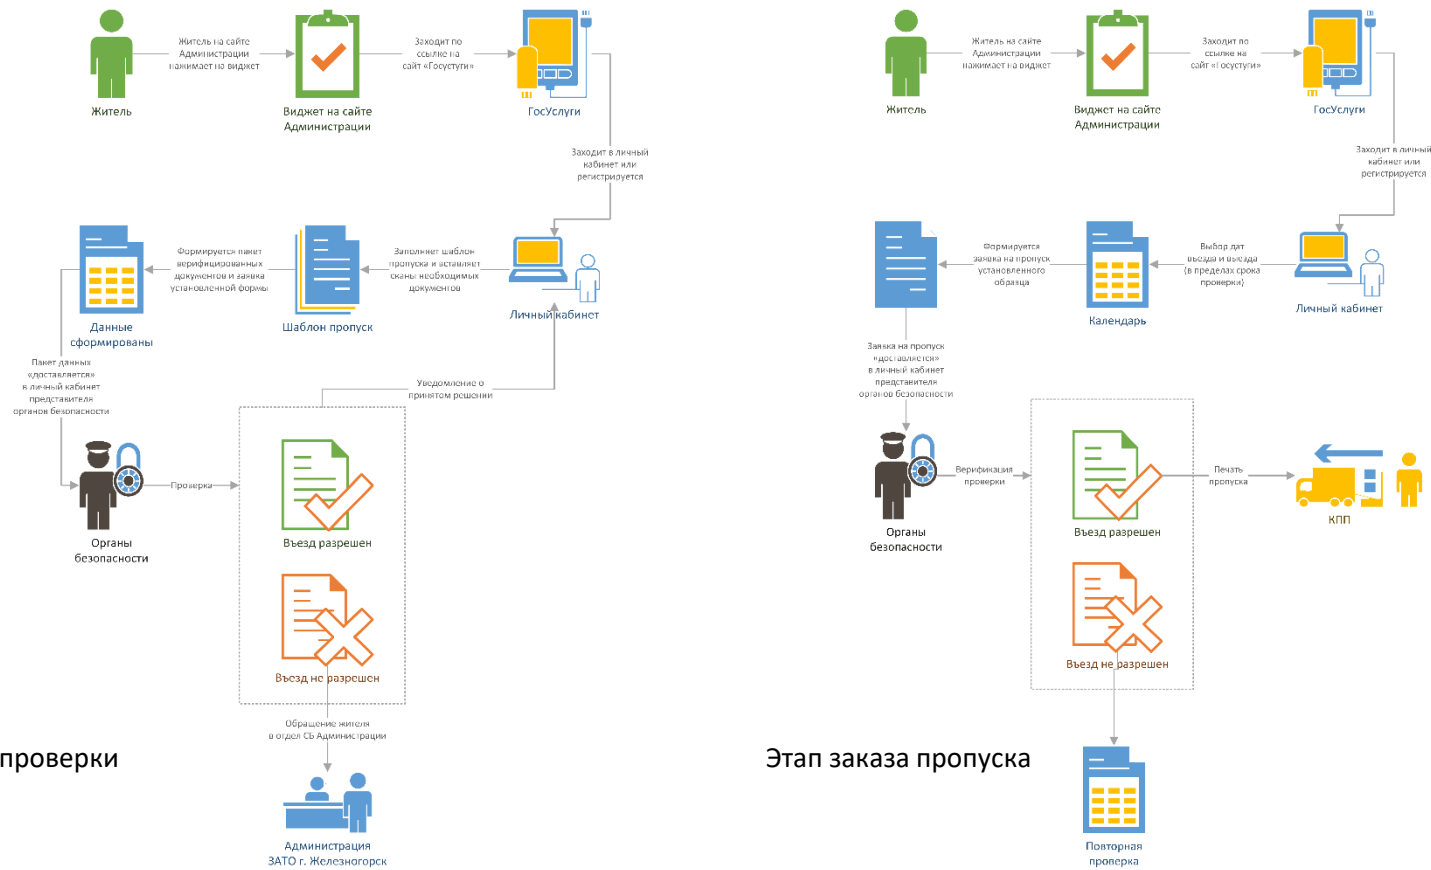 Житель на сайте
Администрации
нажимает на виджет
Заходит по
ссылке на
сайт «Госустуги»
Житель
Виджет на сайте
Администрации
ГосУслуги
Заходит в личный
кабинет или
регистрируется
Формируется пакет
верифицированных
документов и заявка
установленной формы
Заполняет шаблон
пропуска и вставляет
сканы необходимых
документов
Данные
сформированы
Шаблон пропуск
Личный кабинет
Пакет данных
«доставляется»
в личный кабинет
представителя
органов безопасности
Уведомление о
принятом решении
Проверка
Органы
безопасности
Въезд разрешен
Въезд не разрешен
Обращение жителя
в отдел СБ Администрации
проверки
Администрация
ЗАТО г. Железногорск
Житель на сайте
Администрации
нажимает на виджет
Заходит по
ссылке на
сайт «Госустуги»
Житель
Виджет на сайте
Администрации
ГосУслуги
Заходит в личный
кабинет или
регистрируется
Формируется
заявка на пропуск
установленного
образца
Выбор дат
въезда и выезда
(в пределах срока
проверки)
Календарь
Личный кабинет
Заявка на пропуск
«доставляется»
в личный кабинет
представителя
органов безопасности
Верификация
проверки
Печать
пропуска
Органы
безопасности
Въезд разрешен
КПП
Въезд не разрешен
Этап заказа пропуска
Повторная
проверка